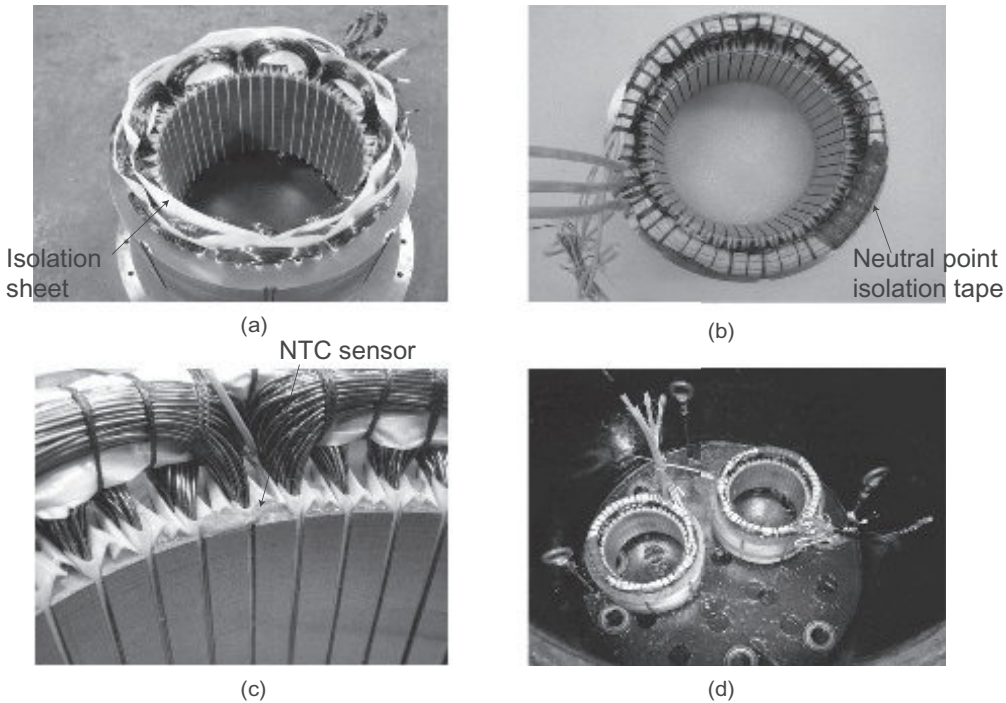 Isolation
sheet
(a)
Neutral point
isolation tape
(b)
NTC sensor
(c)
(d)